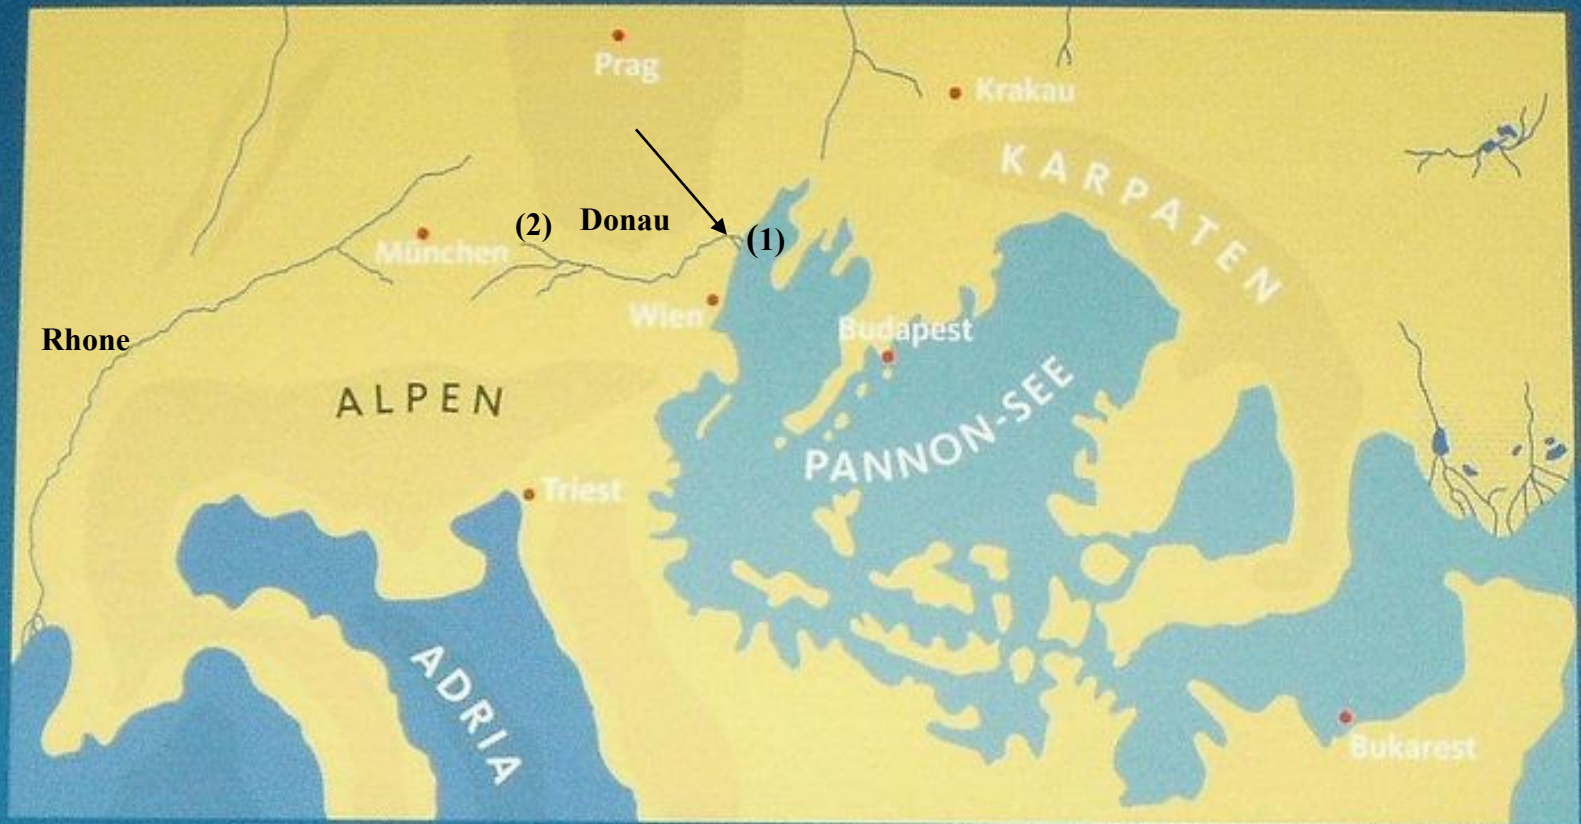 Prag
Krakau
KARPATEN
(2)
Donau
(1)
München
Wien
Budapest
Rhone
ALPEN
PANNON-SEE
Triest
ADRIA
Bukarest